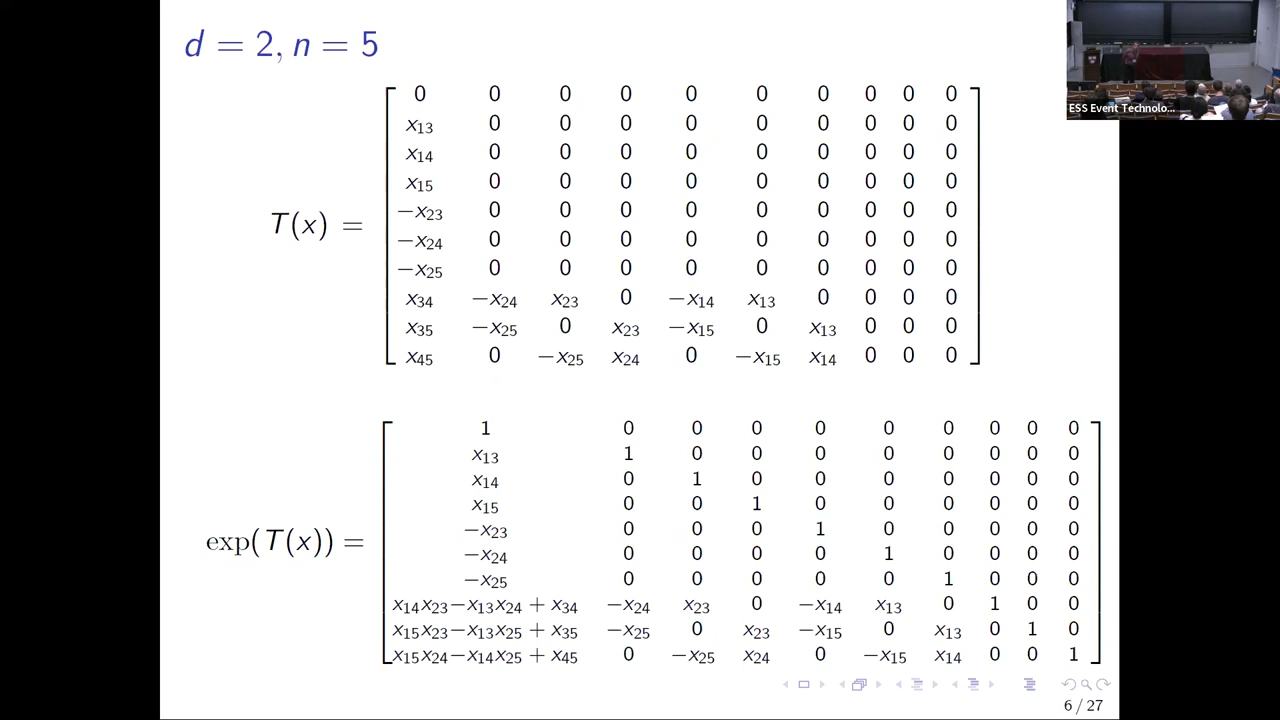 d = 2, n = 5
T(x) =
0 0 0 0 0 0 0 0 0 0
x₁₃ 0 0 0 0 0 0 0 0 0
x₁₄ 0 0 0 0 0 0 0 0 0
x₁₅ 0 0 0 0 0 0 0 0 0
−x₂₃ 0 0 0 0 0 0 0 0 0
−x₂₄ 0 0 0 0 0 0 0 0 0
−x₂₅ 0 0 0 0 0 0 0 0 0
x₃₄ −x₂₄ x₂₃ 0 −x₁₄ x₁₃ 0 0 0 0
x₃₅ −x₂₅ 0 x₂₃ −x₁₅ 0 x₁₃ 0 0 0
x₄₅ 0 −x₂₅ x₂₄ 0 −x₁₅ x₁₄ 0 0 0
exp(T(x)) =
1 0 0 0 0 0 0 0 0 0
x₁₃ 1 0 0 0 0 0 0 0 0
x₁₄ 0 1 0 0 0 0 0 0 0
x₁₅ 0 0 1 0 0 0 0 0 0
−x₂₃ 0 0 0 1 0 0 0 0 0
−x₂₄ 0 0 0 0 1 0 0 0 0
−x₂₅ 0 0 0 0 0 1 0 0 0
x₁₄x₂₃−x₁₃x₂₄ + x₃₄ −x₂₄ x₂₃ 0 −x₁₄ x₁₃ 0 1 0 0
x₁₅x₂₃−x₁₃x₂₅ + x₃₅ −x₂₅ 0 x₂₃ −x₁₅ 0 x₁₃ 0 1 0
x₁₅x₂₄−x₁₄x₂₅ + x₄₅ 0 −x₂₅ x₂₄ 0 −x₁₅ x₁₄ 0 0 1
6 / 27
ESS Event Technolo...